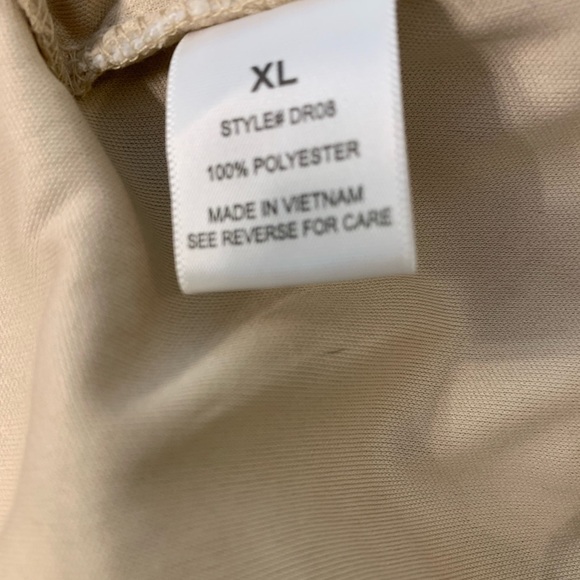 XL
STYLE# DR08
100% POLYESTER
MADE IN VIETNAM
SEE REVERSE FOR CARE